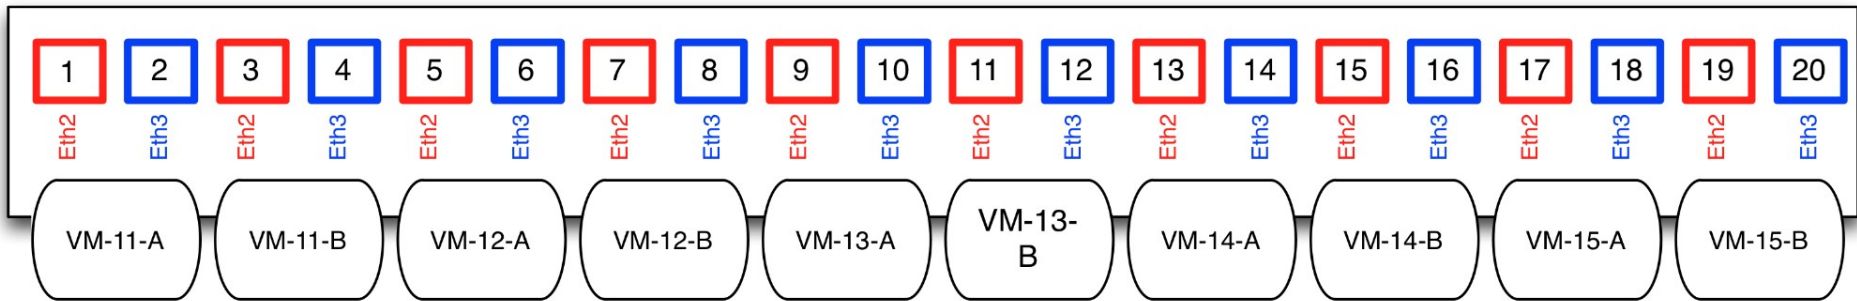 1 2 3 4 5 6 7 8 9 10 11 12 13 14 15 16 17 18 19 20
Eth2 Eth3 Eth2 Eth3 Eth2 Eth3 Eth2 Eth3 Eth2 Eth3 Eth2 Eth3 Eth2 Eth3 Eth2 Eth3 Eth2 Eth3 Eth2 Eth3
VM-11-A VM-11-B VM-12-A VM-12-B VM-13-A VM-13-
B VM-14-A VM-14-B VM-15-A VM-15-B